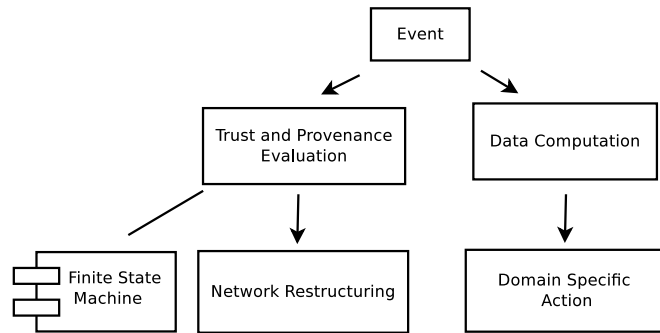 Event
Trust and Provenance
Evaluation
Data Computation
Finite State
Machine
Network Restructuring
Domain Specific
Action